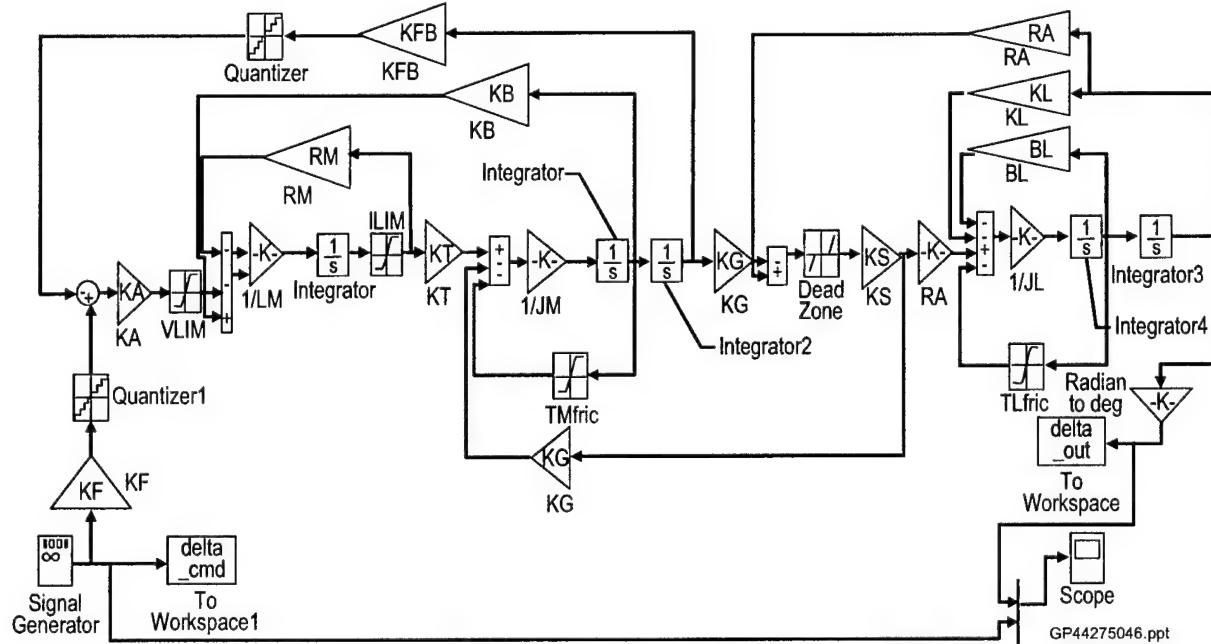 KFB
Quantizer
KFB
RA
RA
KB
KB
KL
KL
BL
BL
RM
RM
Integrator
ILIM
- 
-
+
-K-
1/LM
1
s
Integrator
KT
KT
+
-
-
-K-
1/JM
1
s
1
s
Integrator2
KG
KG
-
+
Dead
Zone
KS
KS
-K-
RA
-
+
-
-K-
1/JL
1
s
1
s
Integrator3
Integrator4
-+
KA
KA
VLIM
Quantizer1
TMfric
TLfric
Radian
to deg
-K-
KG
KG
delta
_out
To
Workspace
KF
KF
∞
Signal
Generator
delta
_cmd
To
Workspace1
Scope
GP44275046.ppt